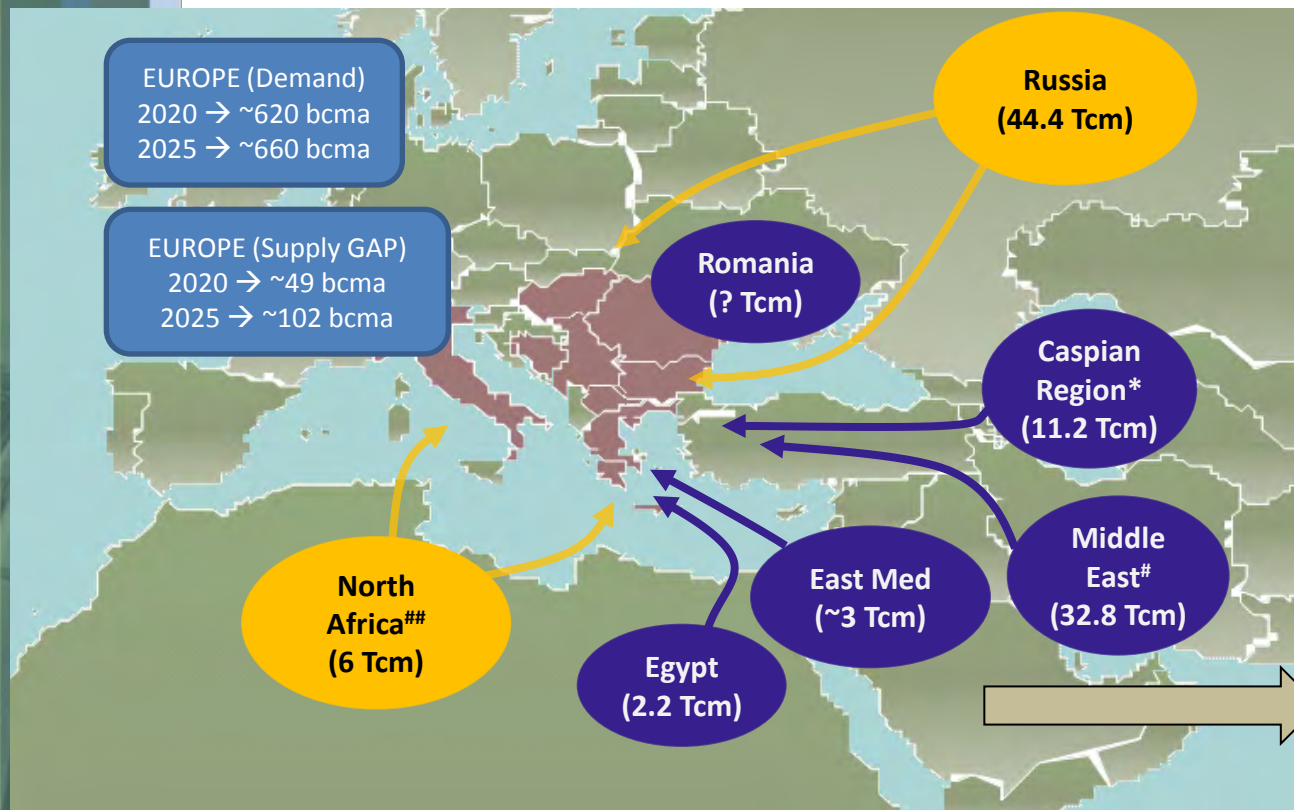 EUROPE (Demand)
2020 → ~620 bcma
2025 → ~660 bcma
EUROPE (Supply GAP)
2020 → ~49 bcma
2025 → ~102 bcma
Russia
(44.4 Tcm)
Romania
(? Tcm)
Caspian
Region*
(11.2 Tcm)
Middle
East#
(32.8 Tcm)
East Med
(~3 Tcm)
Egypt
(2.2 Tcm)
North
Africa##
(6 Tcm)